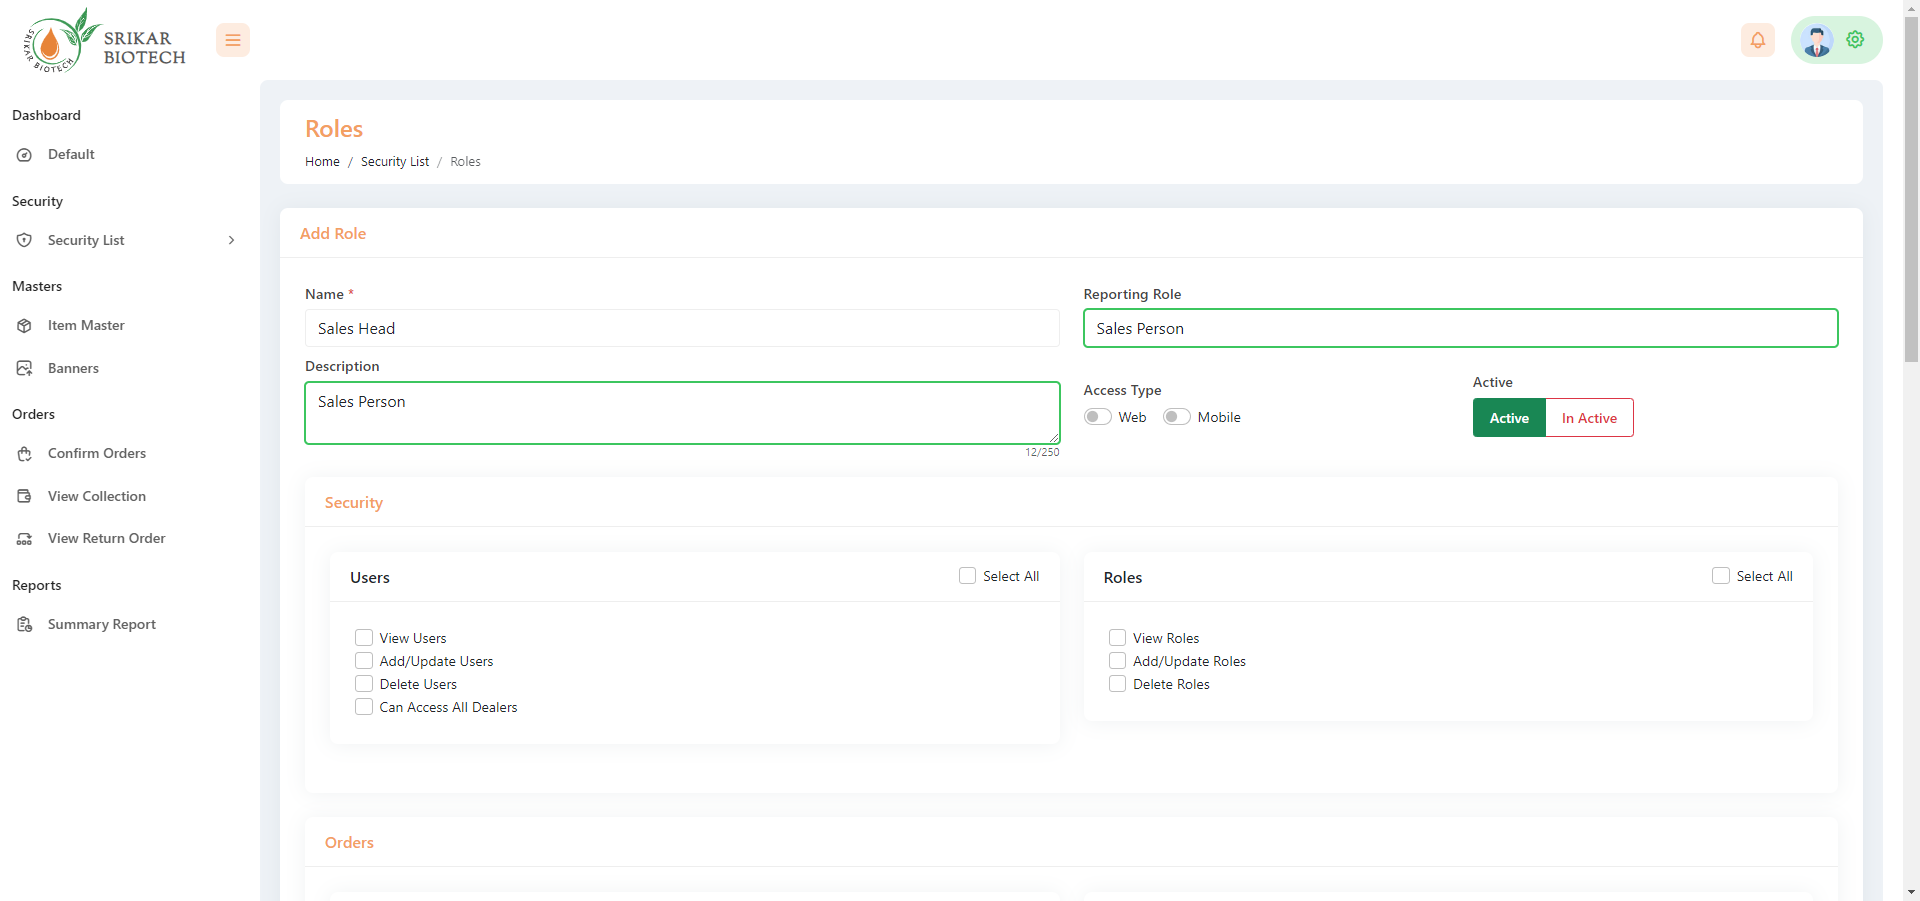 SRIKAR BIOTECH
SRIKAR
BIOTECH
Dashboard
Default
Security
Security List
Masters
Item Master
Banners
Orders
Confirm Orders
View Collection
View Return Order
Reports
Summary Report
Roles
Home / Security List / Roles
Add Role
Name *
Reporting Role
Sales Head
Sales Person
Description
Sales Person
12/250
Access Type
Web Mobile
Active
Active In Active
Security
Users Select All
View Users
Add/Update Users
Delete Users
Can Access All Dealers
Roles Select All
View Roles
Add/Update Roles
Delete Roles
Orders